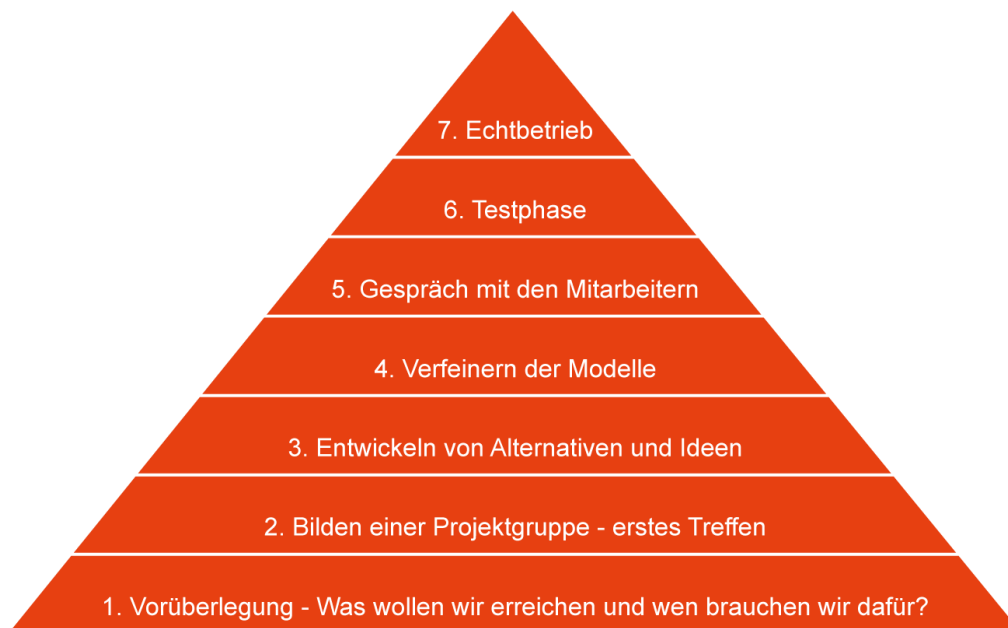 7. Echtbetrieb
6. Testphase
5. Gespräch mit den Mitarbeitern
4. Verfeinern der Modelle
3. Entwickeln von Alternativen und Ideen
2. Bilden einer Projektgruppe - erstes Treffen
1. Vorüberlegung - Was wollen wir erreichen und wen brauchen wir dafür?